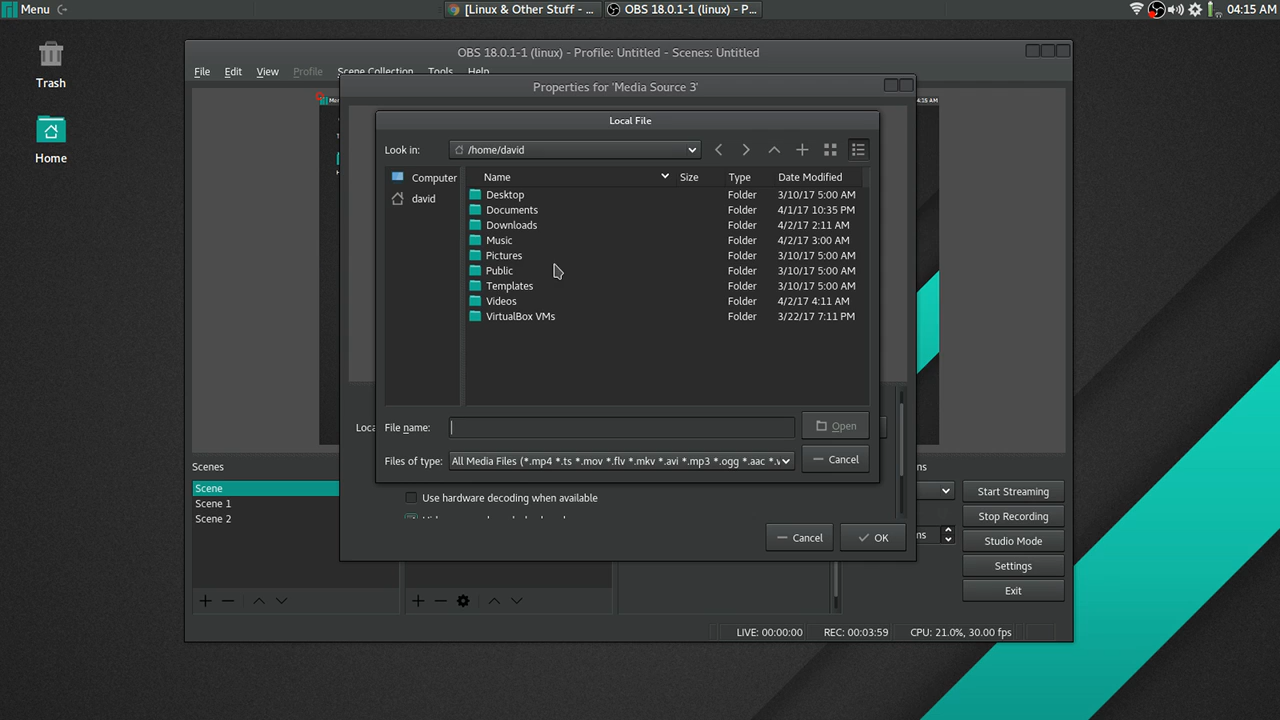 Menu
[Linux & Other Stuff - ...
OBS 18.0.1-1 (linux) - P...
04:15 AM
Trash
Home
OBS 18.0.1-1 (linux) - Profile: Untitled - Scenes: Untitled
File Edit View Profile Scene Collection Tools Help
Properties for 'Media Source 3'
Local File
Look in: /home/david
Computer
david
Name Size Type Date Modified
Desktop Folder 3/10/17 5:00 AM
Documents Folder 4/1/17 10:35 PM
Downloads Folder 4/2/17 2:11 AM
Music Folder 4/2/17 3:00 AM
Pictures Folder 3/10/17 5:00 AM
Public Folder 3/10/17 5:00 AM
Templates Folder 3/10/17 5:00 AM
Videos Folder 4/2/17 4:11 AM
VirtualBox VMs Folder 3/22/17 7:11 PM
Loca
File name:
Open
Files of type: All Media Files (*.mp4 *.ts *.mov *.flv *.mkv *.avi *.mp3 *.ogg *.aac *.
Cancel
Use hardware decoding when available
Cancel
OK
Scenes
Scene
Scene 1
Scene 2
ns
ms
Start Streaming
Stop Recording
Studio Mode
Settings
Exit
LIVE: 00:00:00 REC: 00:03:59 CPU: 21.0%, 30.00 fps